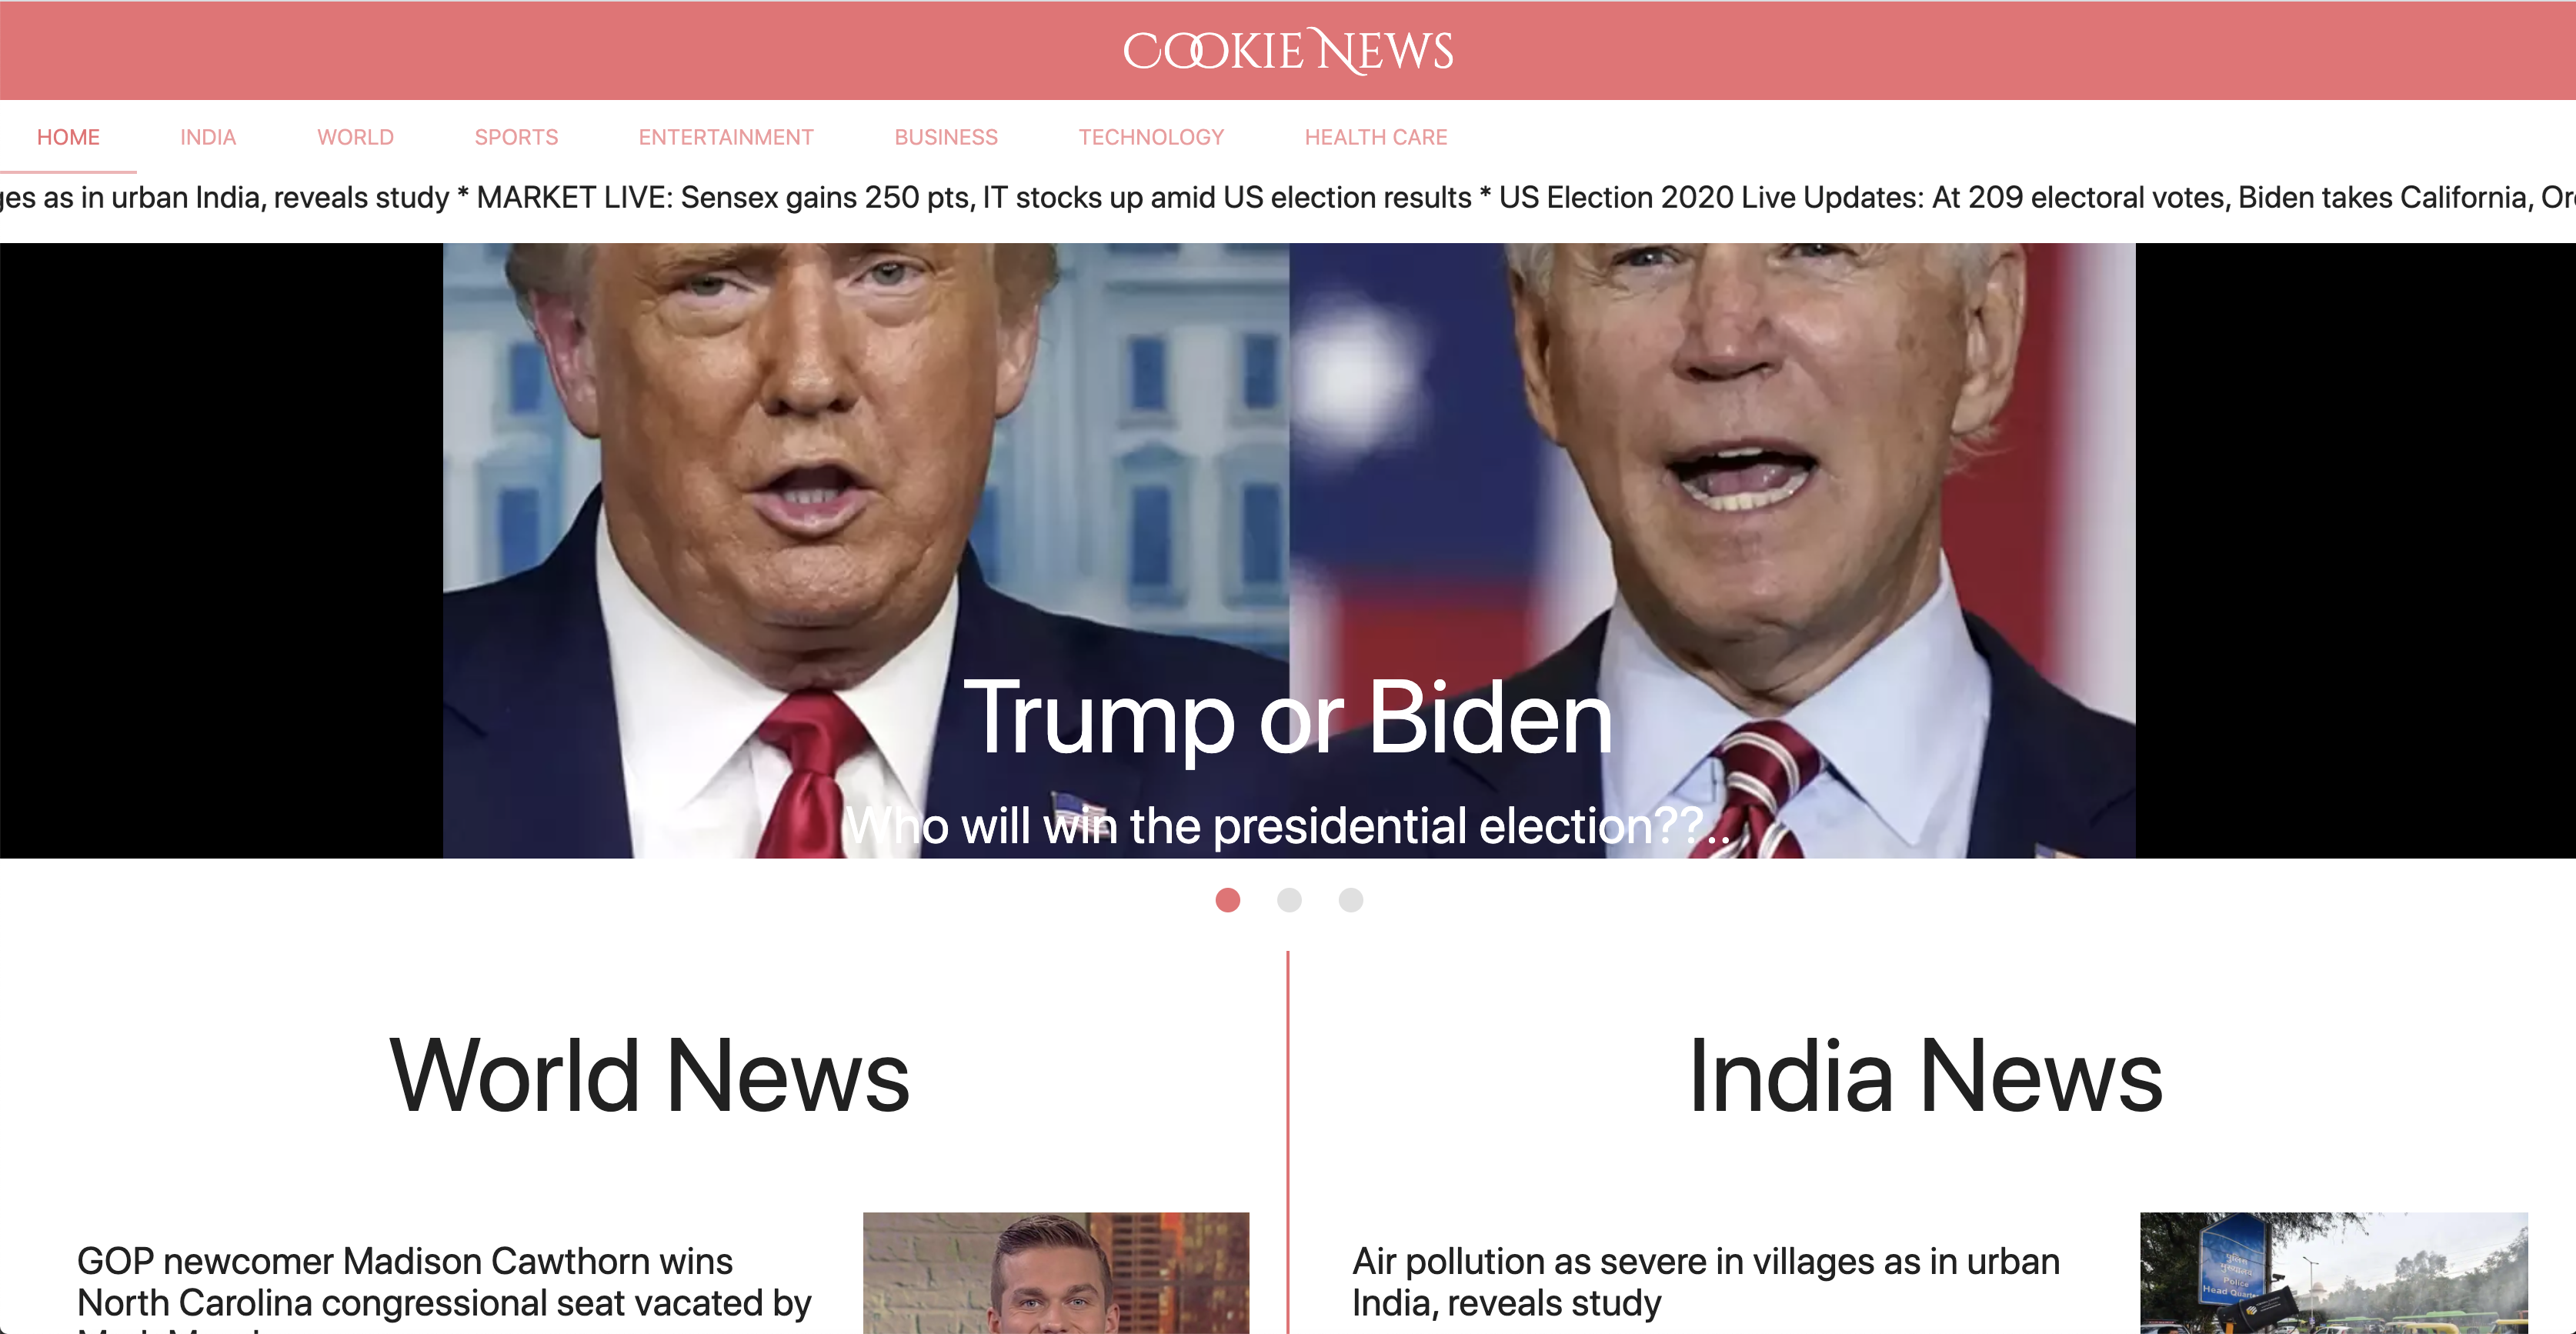 COOKIE NEWS
HOME INDIA WORLD SPORTS ENTERTAINMENT BUSINESS TECHNOLOGY HEALTH CARE
as in urban India, reveals study * MARKET LIVE: Sensex gains 250 pts, IT stocks up amid US election results * US Election 2020 Live Updates: At 209 electoral votes, Biden takes California,
Trump or Biden
Who will win the presidential election??..
World News
India News
GOP newcomer Madison Cawthorn wins
North Carolina congressional seat vacated by
Air pollution as severe in villages as in urban
India, reveals study
Police
Head